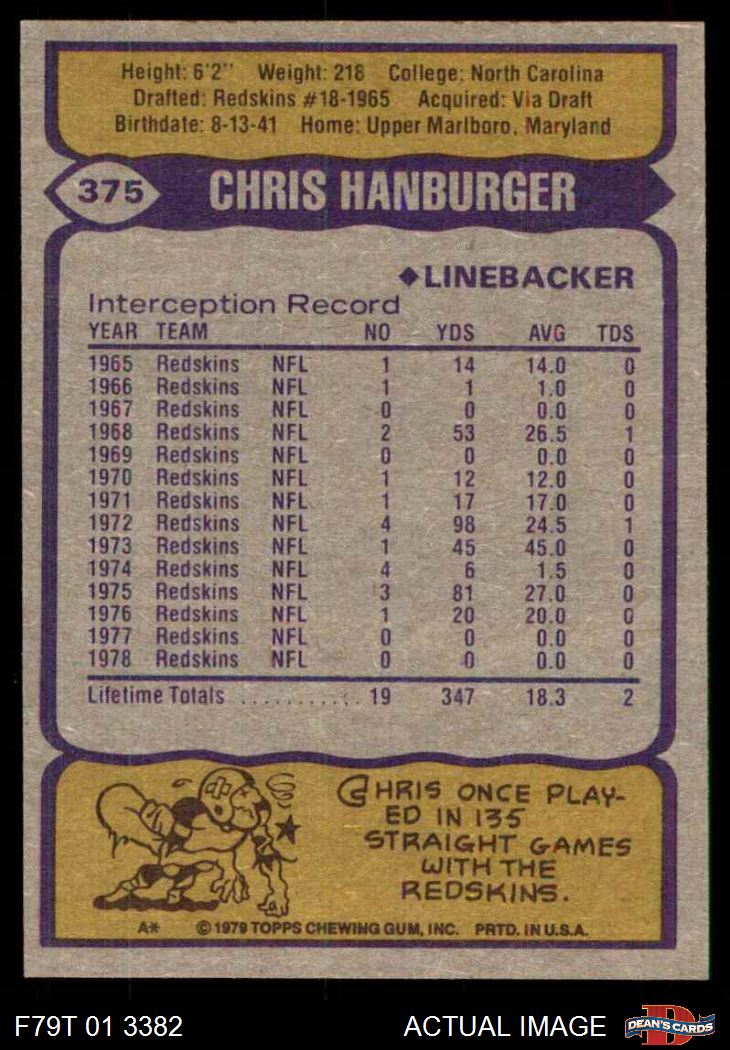 Height: 6'2" Weight: 218 College: North Carolina
Drafted: Redskins #18-1965 Acquired: Via Draft
Birthdate: 8-13-41 Home: Upper Marlboro, Maryland
375 CHRIS HANBURGER
◆LINEBACKER
Interception Record
YEAR TEAM NO YDS AVG TDS
1965 Redskins NFL 1 14 14.0 0
1966 Redskins NFL 1 1 1.0 0
1967 Redskins NFL 0 0 0.0 0
1968 Redskins NFL 2 53 26.5 1
1969 Redskins NFL 0 0 0.0 0
1970 Redskins NFL 1 12 12.0 0
1971 Redskins NFL 1 17 17.0 0
1972 Redskins NFL 4 98 24.5 1
1973 Redskins NFL 1 45 45.0 0
1974 Redskins NFL 4 6 1.5 0
1975 Redskins NFL 3 81 27.0 0
1976 Redskins NFL 1 20 20.0 0
1977 Redskins NFL 0 0 0.0 0
1978 Redskins NFL 0 0 0.0 0
Lifetime Totals ........... 19 347 18.3 2
CHRIS ONCE PLAY-
ED IN 135
STRAIGHT GAMES
WITH THE
REDSKINS.
A* © 1979 TOPPS CHEWING GUM, INC. PRTD. IN U.S.A.
F79T 01 3382 ACTUAL IMAGE DEAN'S CARDS